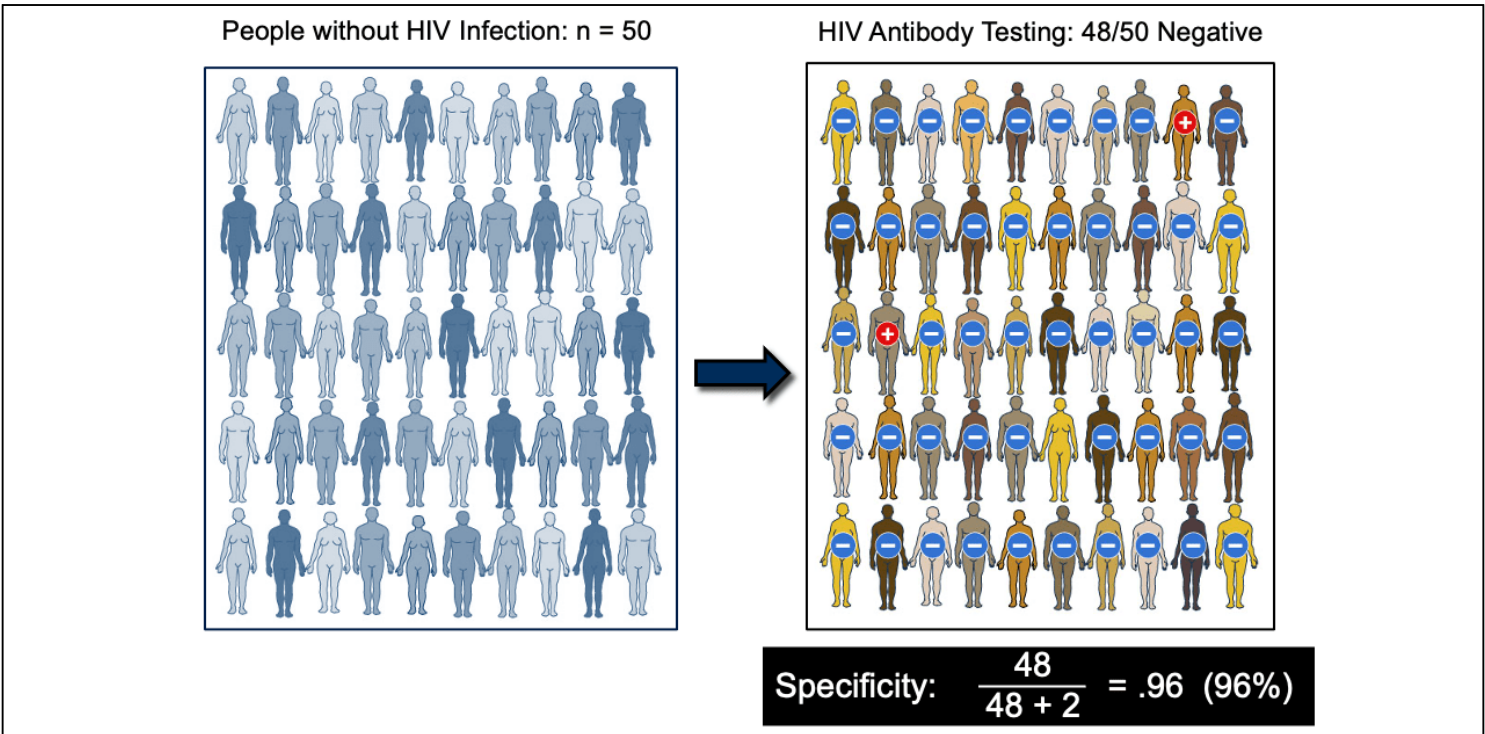 People without HIV Infection: n = 50
HIV Antibody Testing: 48/50 Negative
Specificity: 48 / 48 + 2 = .96 (96%)